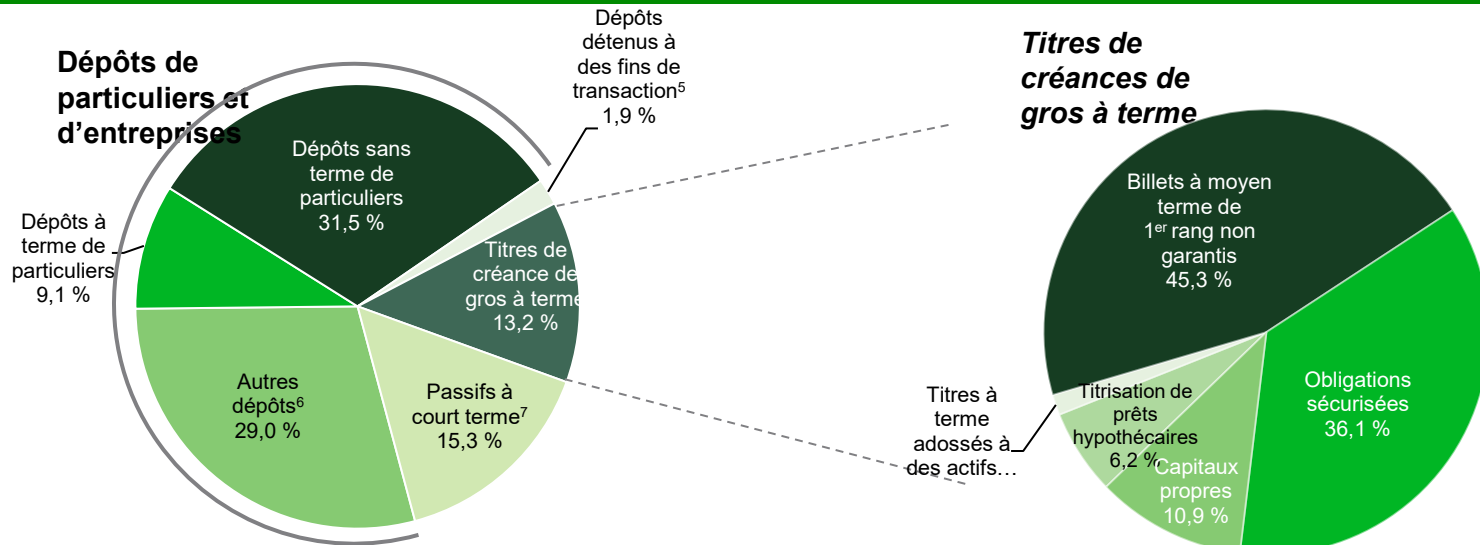 Dépôts de
particuliers et
d'entreprises
Dépôts
détenus à
des fins de
transaction⁵
1,9 %
Dépôts sans
terme de
particuliers
31,5 %
Dépôts à
terme de
particuliers
9,1 %
Titres de
créance de
gros à terme
13,2 %
Autres
dépôts⁶
29,0 %
Passifs à
court terme⁷
15,3 %
Titres de
créances de
gros à terme
Billets à moyen
terme de
1ᵉʳ rang non
garantis
45,3 %
Obligations
sécurisées
36,1 %
Titres à
terme
adossés à
des actifs…
Titrisation de
prêts
hypothécaires
6,2 %
Capitaux
propres
10,9 %